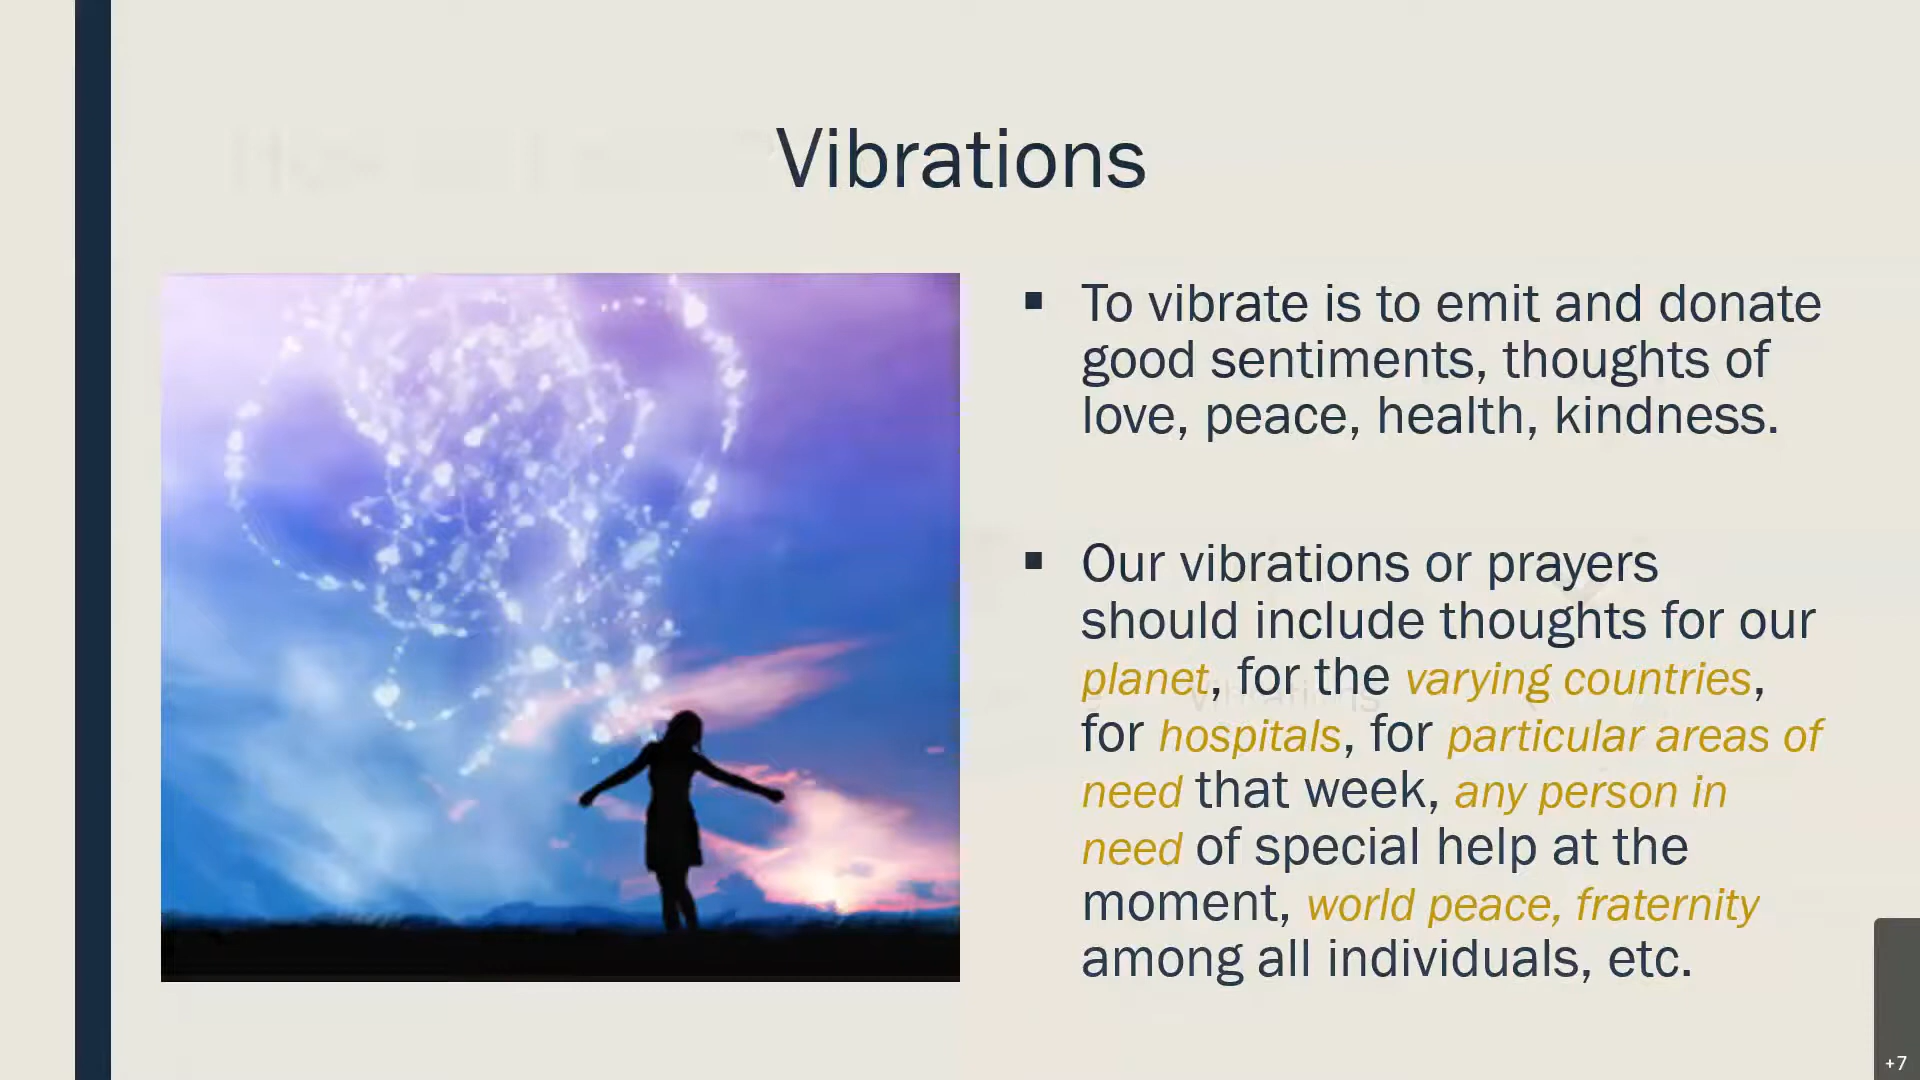 Vibrations
▪ To vibrate is to emit and donate
good sentiments, thoughts of
love, peace, health, kindness.
▪ Our vibrations or prayers
should include thoughts for our
planet, for the varying countries,
for hospitals, for particular areas of
need that week, any person in
need of special help at the
moment, world peace, fraternity
among all individuals, etc.
Vibrations
+7